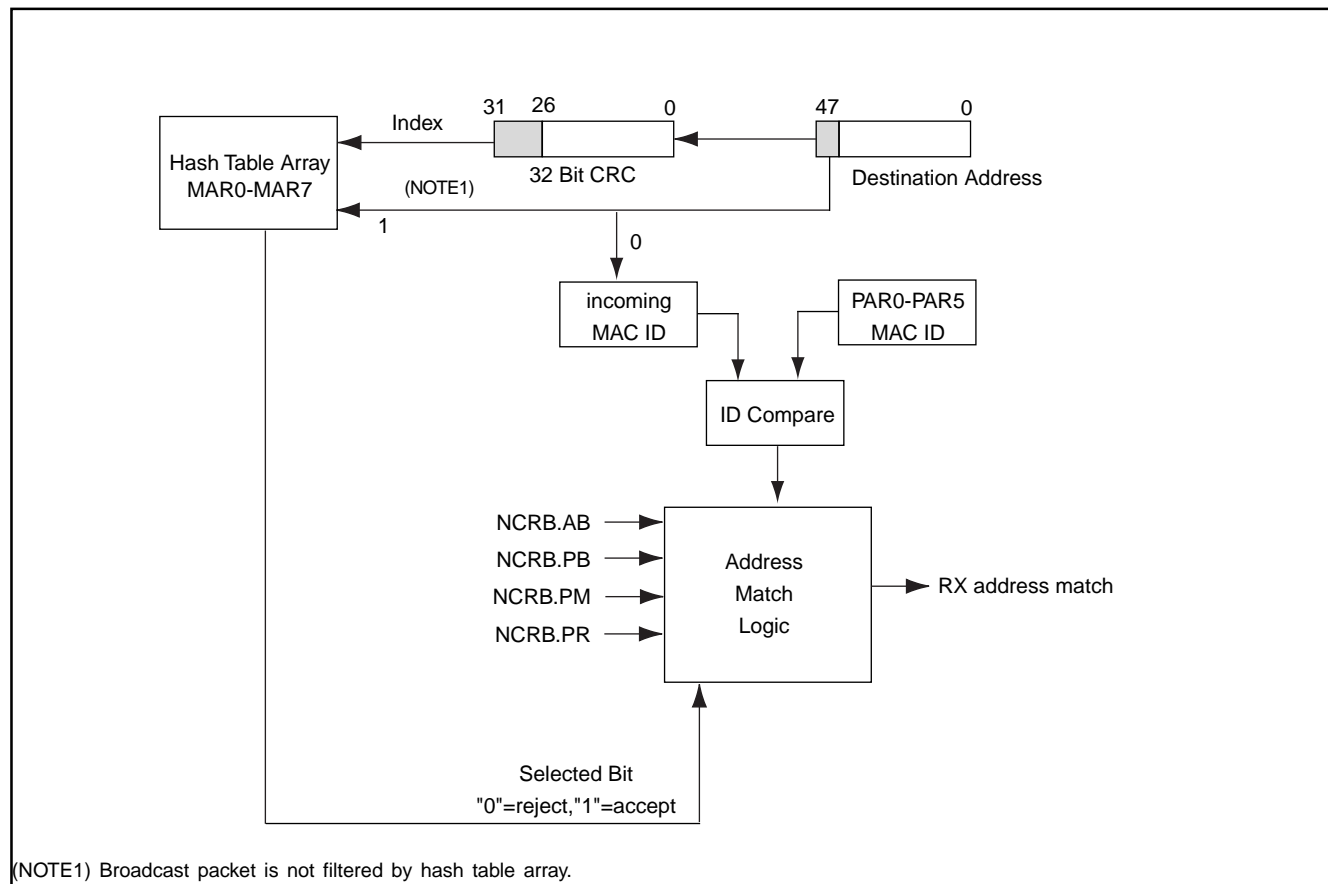 31 26 0 47 0
Index
Hash Table Array
MAR0-MAR7
32 Bit CRC
Destination Address
(NOTE1)
1
0
incoming
MAC ID
PAR0-PAR5
MAC ID
ID Compare
NCRB.AB
NCRB.PB
NCRB.PM
NCRB.PR
Address
Match
Logic
RX address match
Selected Bit
"0"=reject,"1"=accept
(NOTE1) Broadcast packet is not filtered by hash table array.